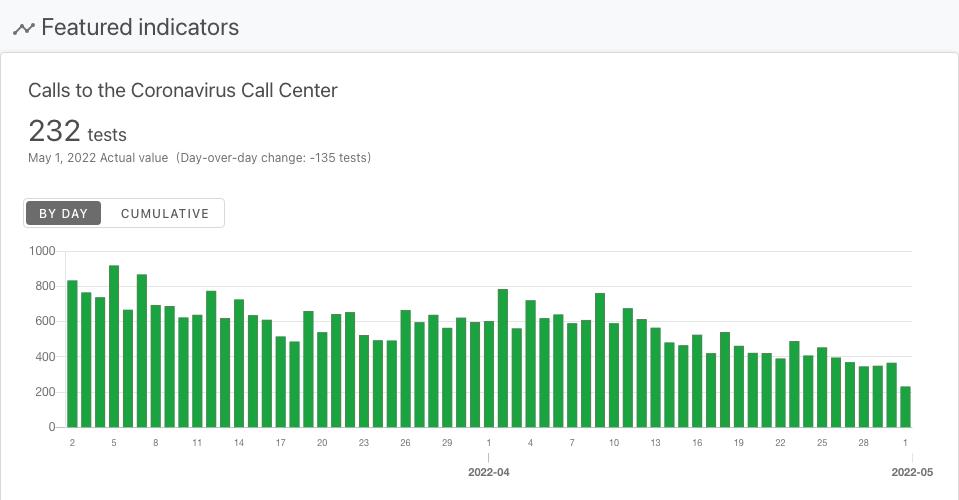 Featured indicators
Calls to the Coronavirus Call Center
232 tests
May 1, 2022 Actual value (Day-over-day change: -135 tests)
BY DAY CUMULATIVE
1000
800
600
400
200
0
2 5 8 11 14 17 20 23 26 29 1 4 7 10 13 16 19 22 25 28 1
2022-04 2022-05